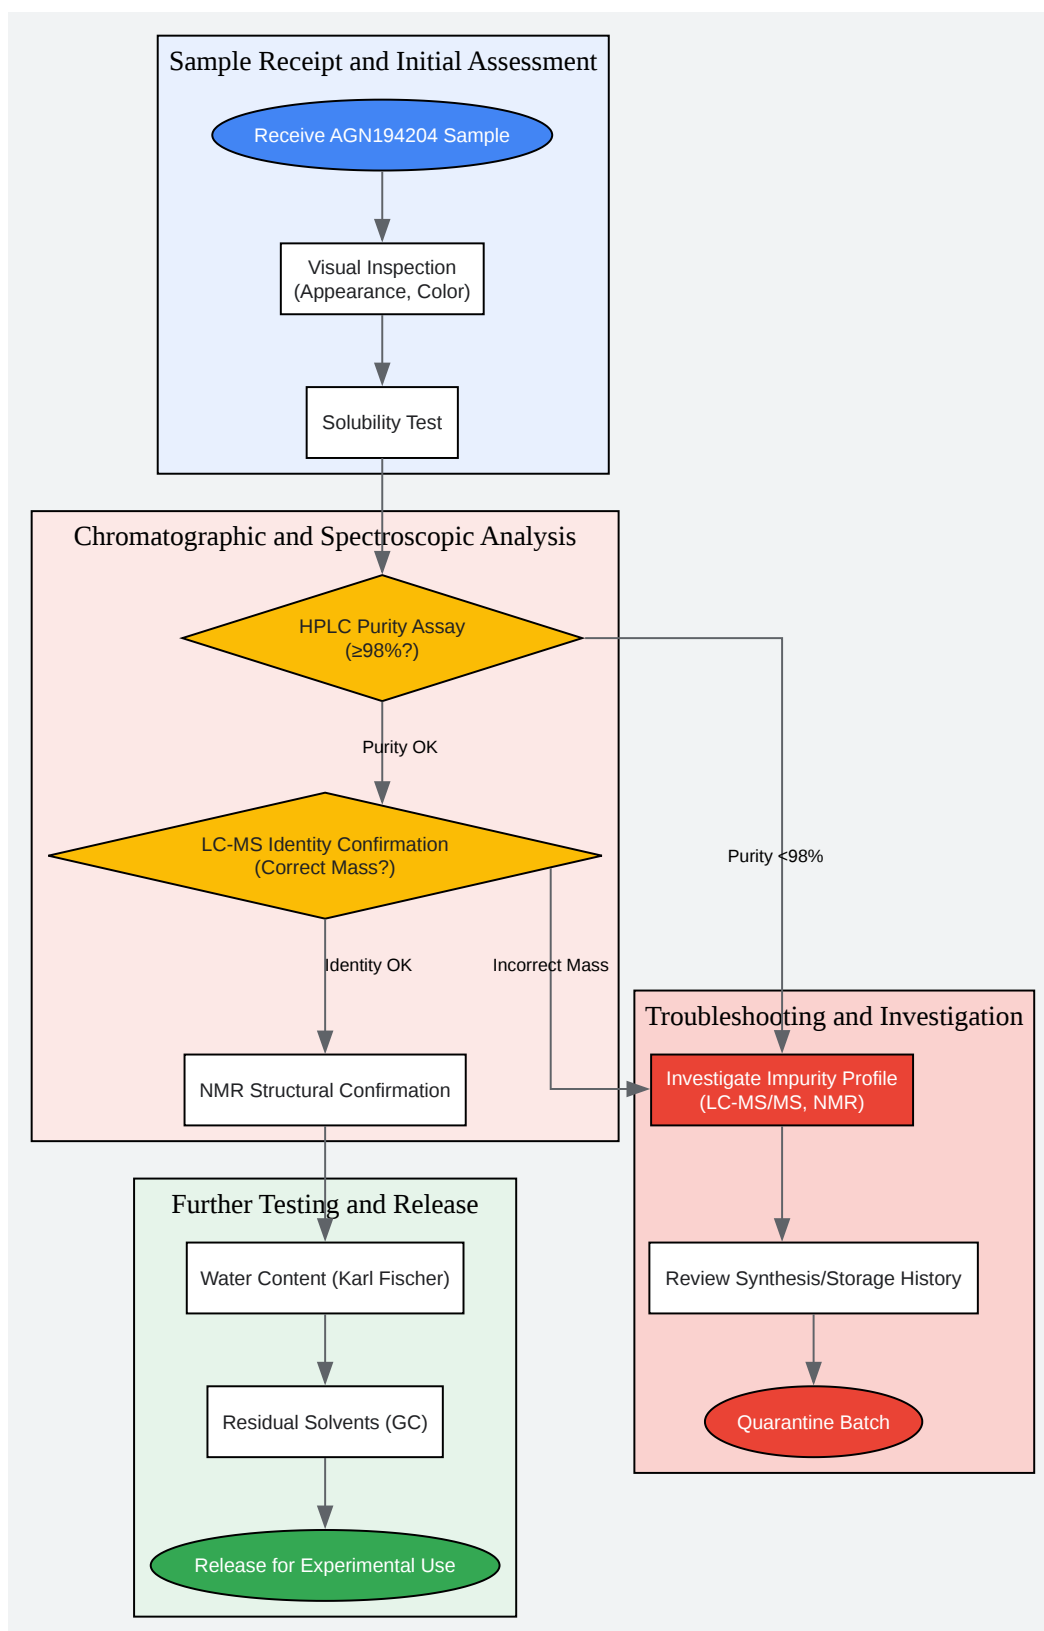 Sample Receipt and Initial Assessment
Receive AGN194204 Sample
Visual Inspection
(Appearance, Color)
Solubility Test
Chromatographic and Spectroscopic Analysis
HPLC Purity Assay
(≥98%?)
Purity OK
LC-MS Identity Confirmation
(Correct Mass?)
Purity <98%
Identity OK
Incorrect Mass
NMR Structural Confirmation
Troubleshooting and Investigation
Investigate Impurity Profile
(LC-MS/MS, NMR)
Review Synthesis/Storage History
Quarantine Batch
Further Testing and Release
Water Content (Karl Fischer)
Residual Solvents (GC)
Release for Experimental Use